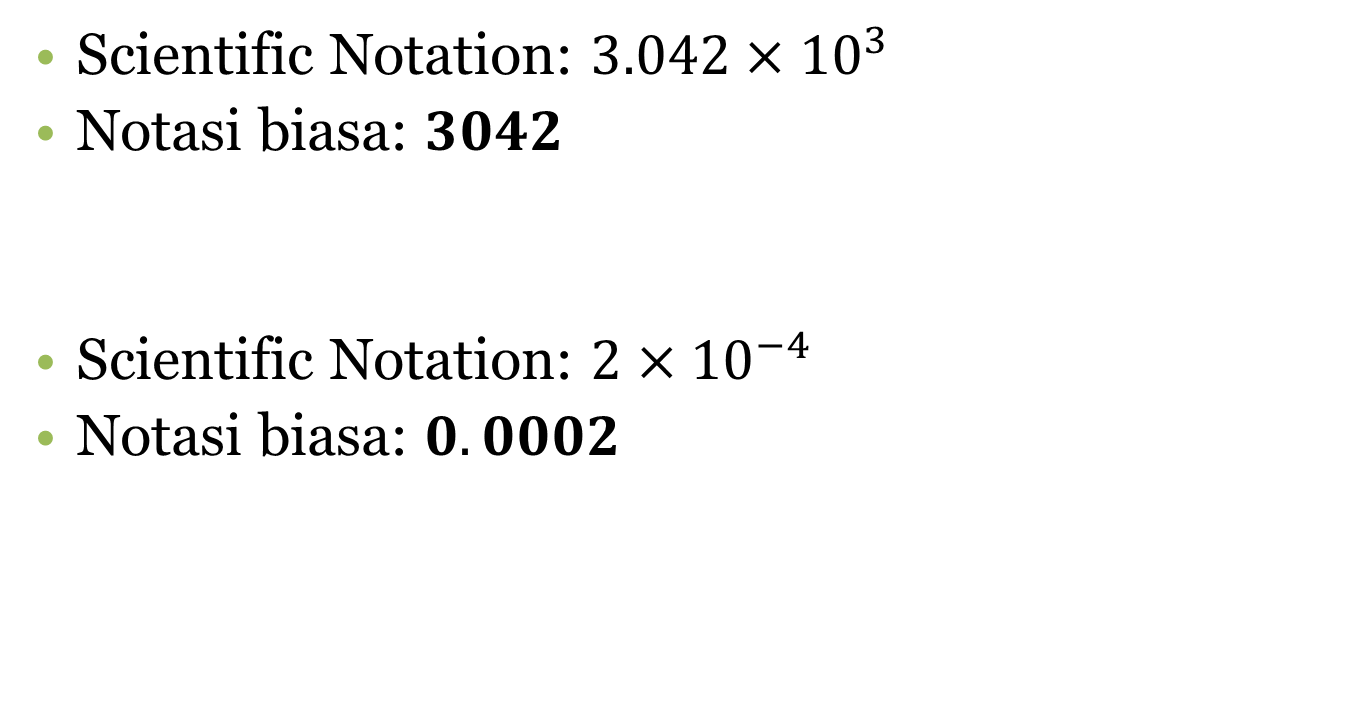 • Scientific Notation: 3.042 × 10³
• Notasi biasa: 3042
• Scientific Notation: 2 × 10⁻⁴
• Notasi biasa: 0.0002